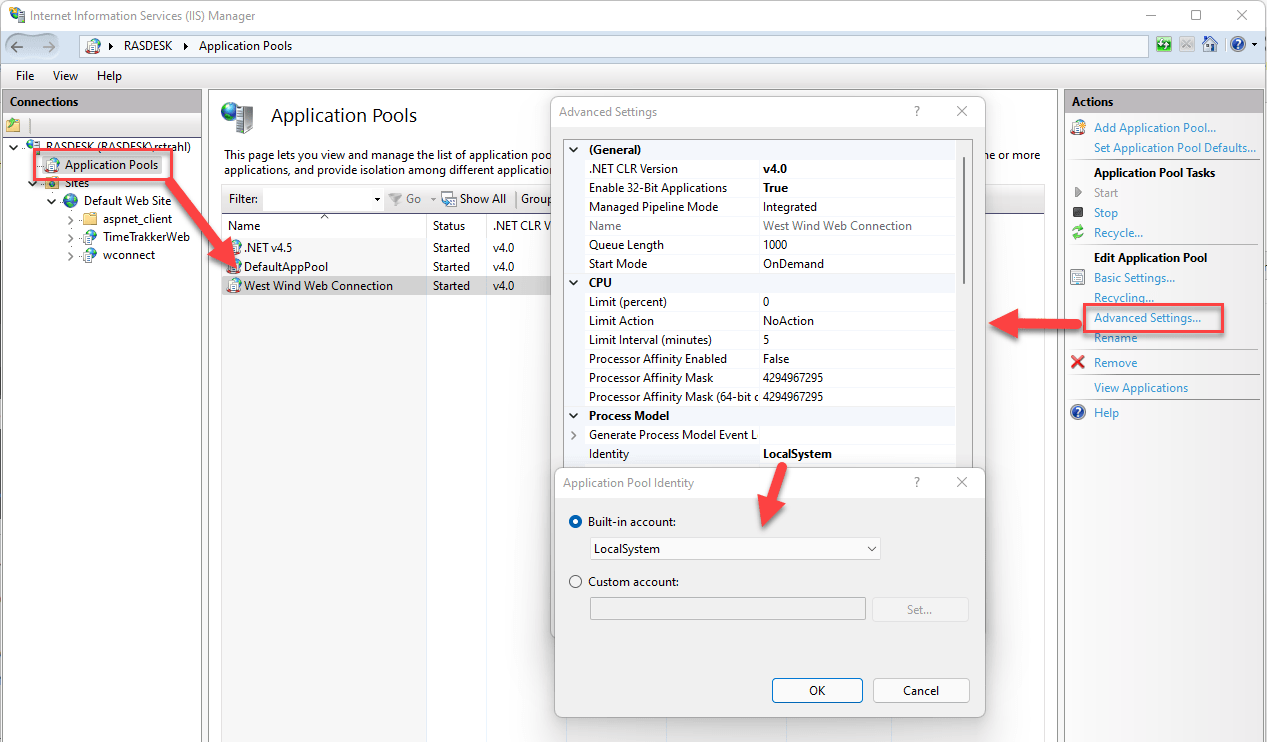 Internet Information Services (IIS) Manager
RASDESK
Application Pools
File View Help
Connections
RASDESK (RASDESK\rstrahl)
Application Pools
Sites
Default Web Site
aspnet_client
TimeTrakkerWeb
wconnect
Application Pools
This page lets you view and manage the list of application poo
ne or more
applications, and provide isolation among different application
Filter: Go Show All Group
Name Status .NET CLR V
.NET v4.5 Started v4.0
DefaultAppPool Started v4.0
West Wind Web Connection Started v4.0
Advanced Settings ?
(General)
.NET CLR Version v4.0
Enable 32-Bit Applications True
Managed Pipeline Mode Integrated
Name West Wind Web Connection
Queue Length 1000
Start Mode OnDemand
CPU
Limit (percent) 0
Limit Action NoAction
Limit Interval (minutes) 5
Processor Affinity Enabled False
Processor Affinity Mask 4294967295
Processor Affinity Mask (64-bit c 4294967295
Process Model
Generate Process Model Event L
Identity LocalSystem
Application Pool Identity ?
Built-in account:
LocalSystem
Custom account:
Set...
OK Cancel
Actions
Add Application Pool...
Set Application Pool Defaults...
Application Pool Tasks
Start
Stop
Recycle...
Edit Application Pool
Basic Settings...
Recycling...
Advanced Settings...
Rename
Remove
View Applications
Help